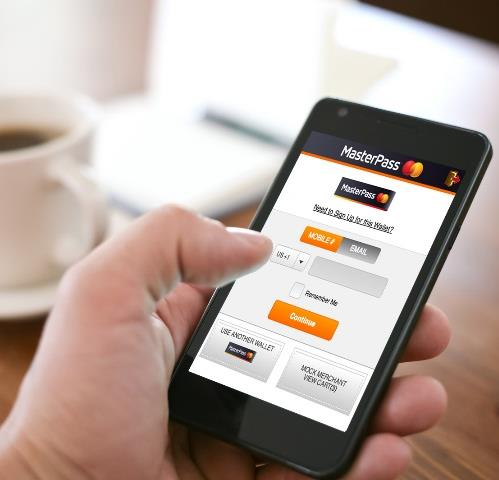 MasterPass
MasterPass
Need to Sign Up for this Wallet?
MOBILE # EMAIL
US +1
Remember Me
Continue
USE ANOTHER WALLET
MasterPass
MOCK MERCHANT
VIEW CART(S)